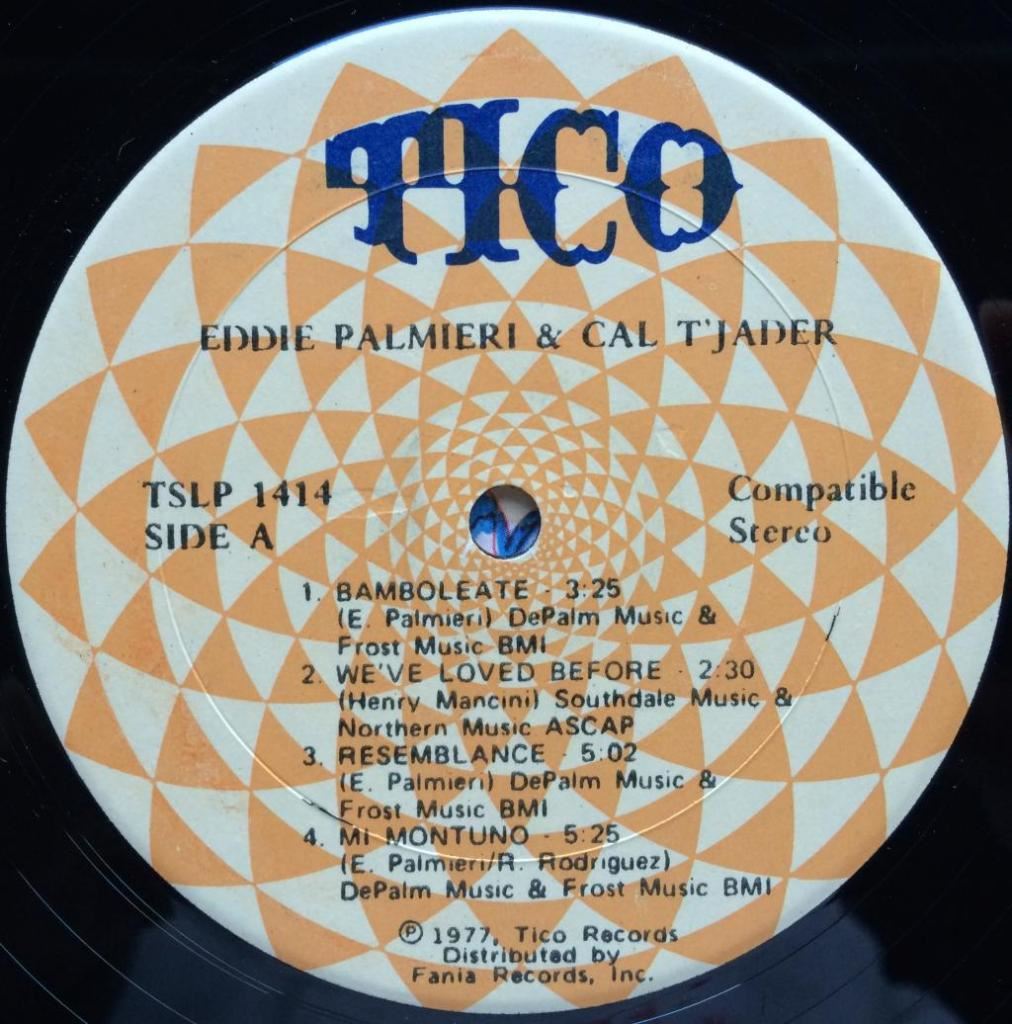 TICO
EDDIE PALMIERI & CAL T'JADER
TSLP 1414
SIDE A
Compatible
Stereo
1. BAMBOLEATE - 3:25
(E. Palmieri) DePalm Music &
Frost Music BMI
2. WE'VE LOVED BEFORE - 2:30
(Henry Mancini) Southdale Music &
Northern Music ASCAP
3. RESEMBLANCE - 5:02
(E. Palmieri) DePalm Music &
Frost Music BMI
4. MI MONTUNO - 5:25
(E. Palmieri/R. Rodriguez)
DePalm Music & Frost Music BMI
℗ 1977, Tico Records
Distributed by
Fania Records, Inc.